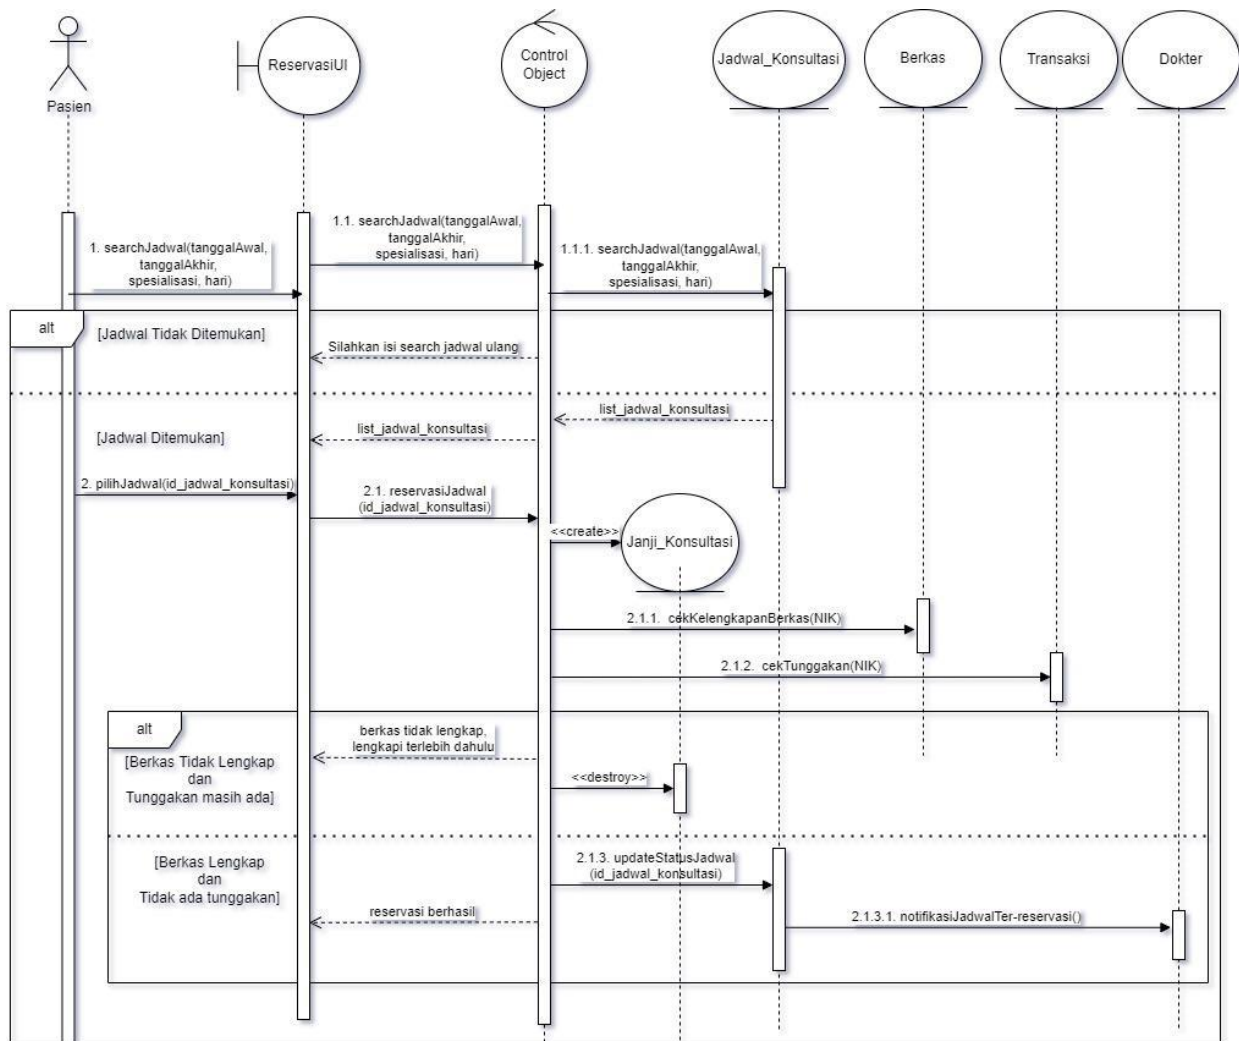 Pasien
ReservasiUI
Control
Object
Jadwal_Konsultasi
Berkas
Transaksi
Dokter
1. searchJadwal(tanggalAwal,
tanggalAkhir,
spesialisasi, hari)
1.1. searchJadwal(tanggalAwal,
tanggalAkhir,
spesialisasi, hari)
1.1.1. searchJadwal(tanggalAwal,
tanggalAkhir,
spesialisasi, hari)
alt
[Jadwal Tidak Ditemukan]
Silahkan isi search jadwal ulang
list_jadwal_konsultasi
[Jadwal Ditemukan]
list_jadwal_konsultasi
2. pilihJadwal(id_jadwal_konsultasi)
2.1. reservasiJadwal
(id_jadwal_konsultasi)
<<create>>
Janji_Konsultasi
2.1.1. cekKelengkapanBerkas(NIK)
2.1.2. cekTunggakan(NIK)
alt
[Berkas Tidak Lengkap
dan
Tunggakan masih ada]
berkas tidak lengkap,
lengkapi terlebih dahulu
<<destroy>>
[Berkas Lengkap
dan
Tidak ada tunggakan]
2.1.3. updateStatusJadwal
(id_jadwal_konsultasi)
reservasi berhasil
2.1.3.1. notifikasiJadwalTer-reservasi()